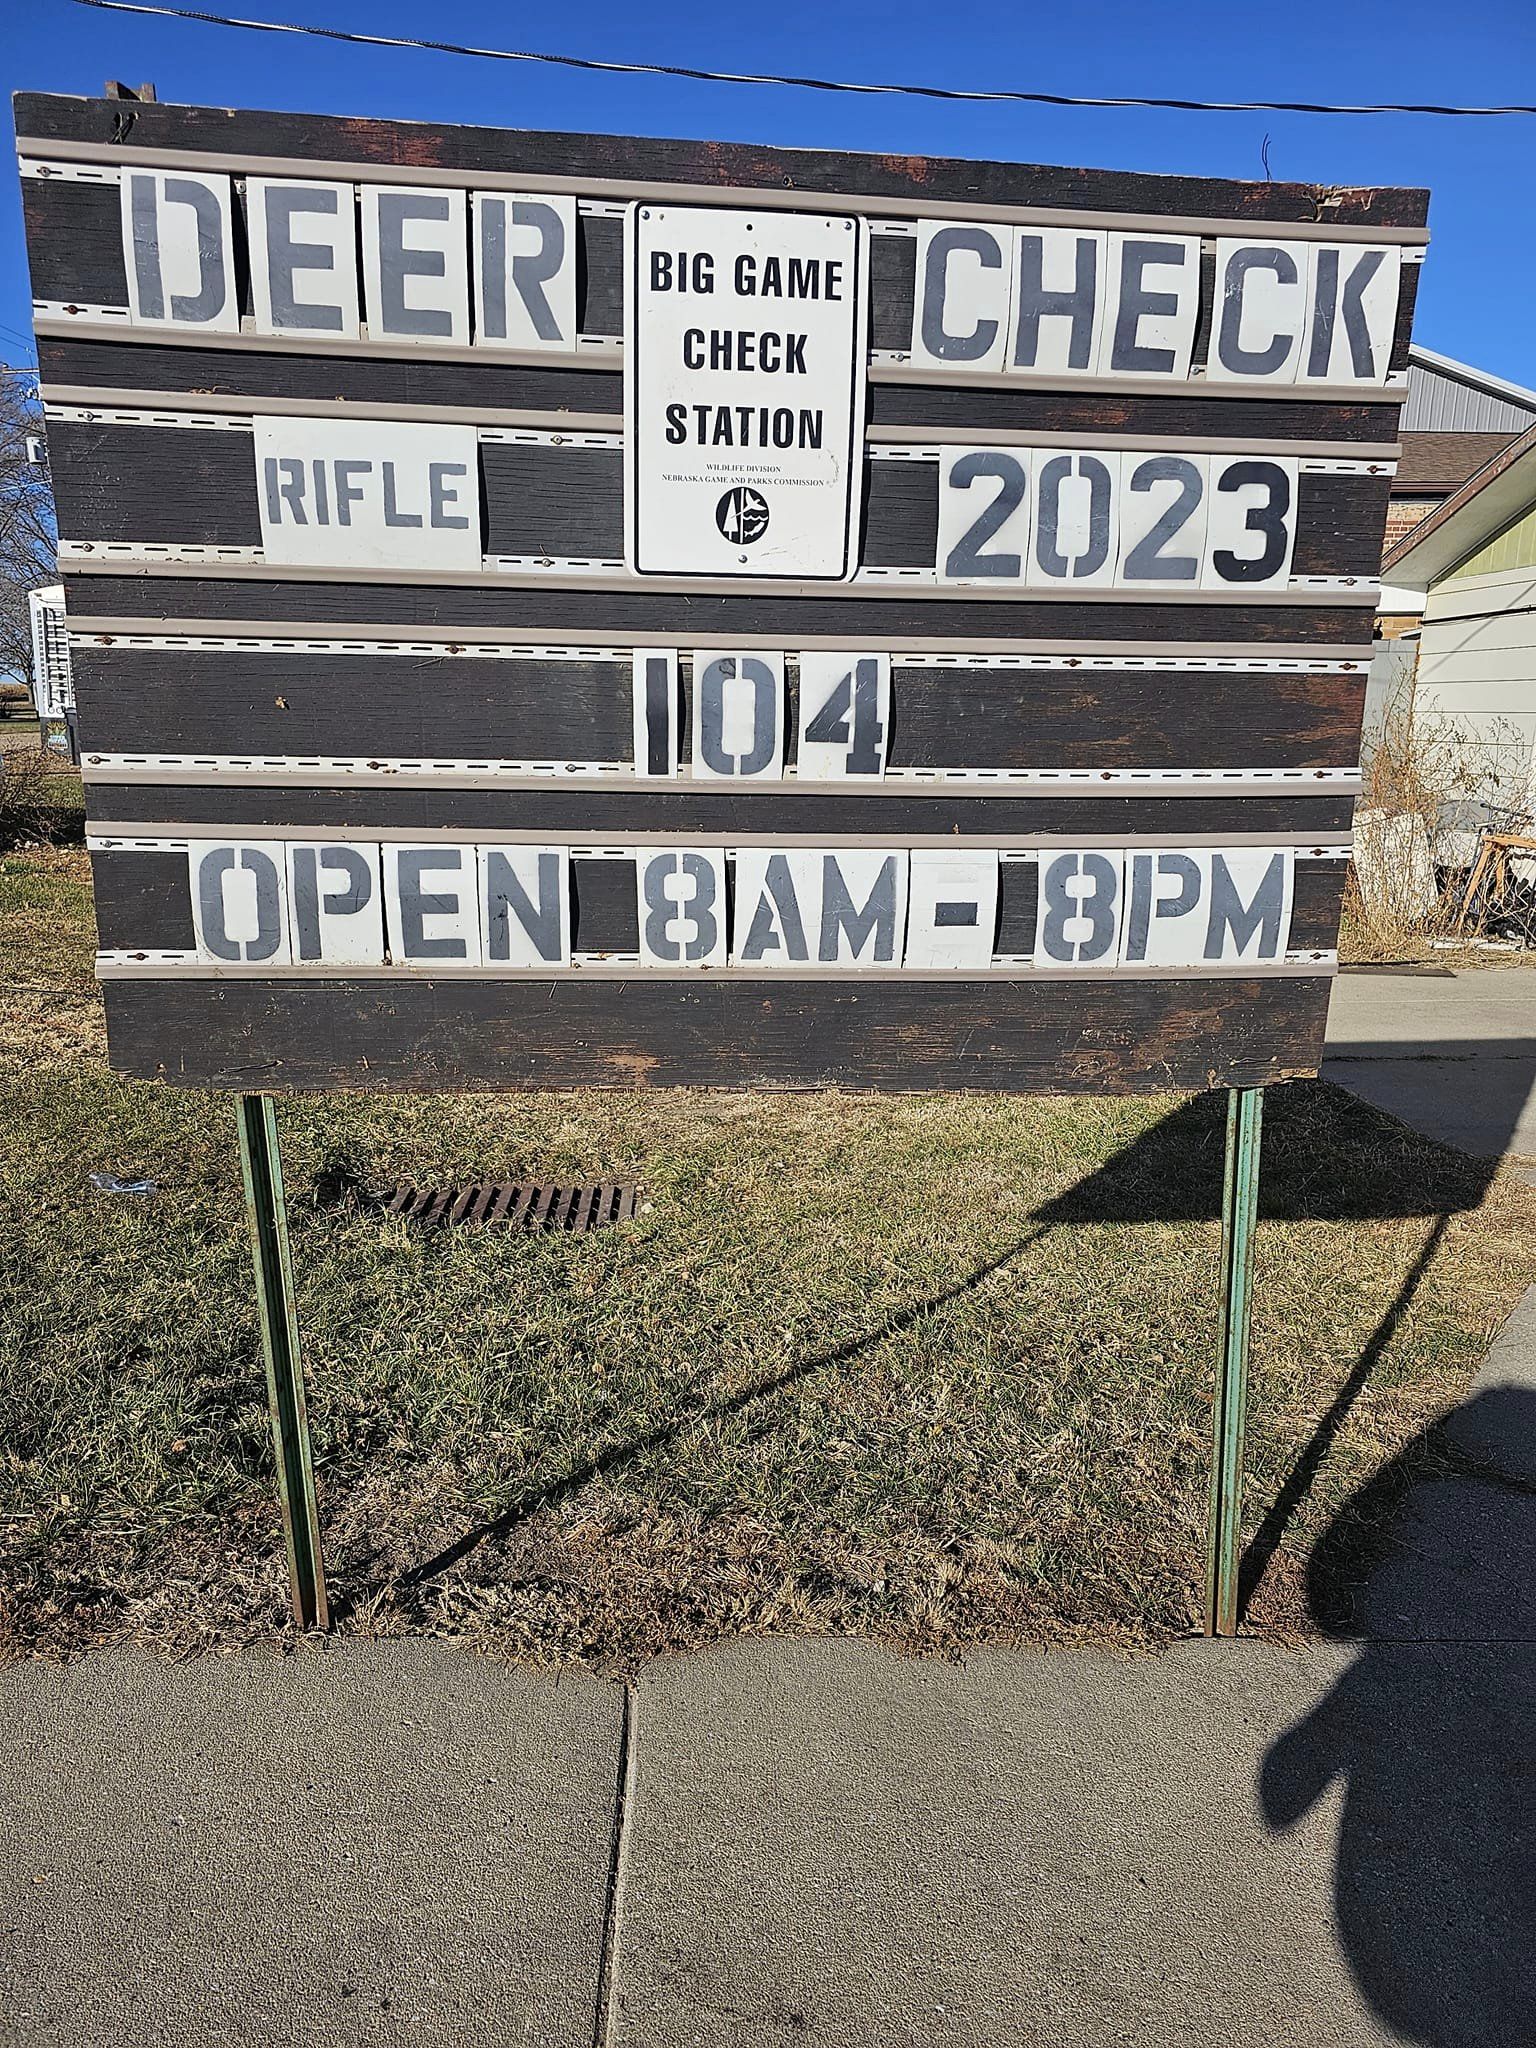 DEER CHECK
BIG GAME
CHECK
STATION
WILDLIFE DIVISION
NEBRASKA GAME AND PARKS COMMISSION
RIFLE 2023
104
OPEN 8AM-8PM